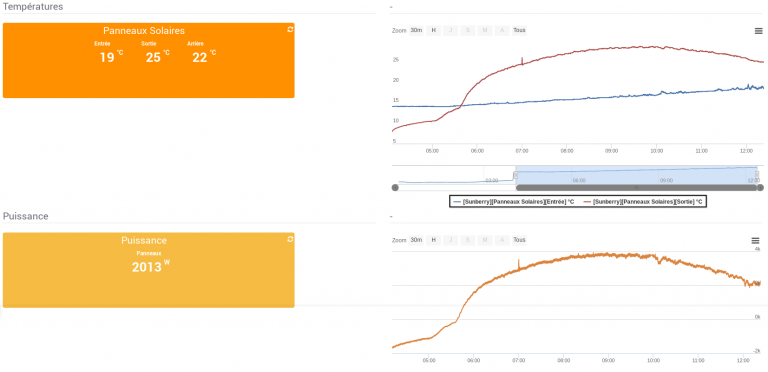 Températures
-
Panneaux Solaires
Entrée Sortie Arriere
19 °C 25 °C 22 °C
Zoom 30m H J S M A Tous
25
20
15
10
5
05:00 06:00 07:00 08:00 09:00 10:00 11:00 12:00
03:00 06:00 09:00 12:00
[Sunberry][Panneaux Solaires][Entrée] °C [Sunberry][Panneaux Solaires][Sortie] °C
Puissance
-
Puissance
Panneaux
2013 W
Zoom 30m H J S M A Tous
4k
0k
-2k
05:00 06:00 07:00 08:00 09:00 10:00 11:00 12:00